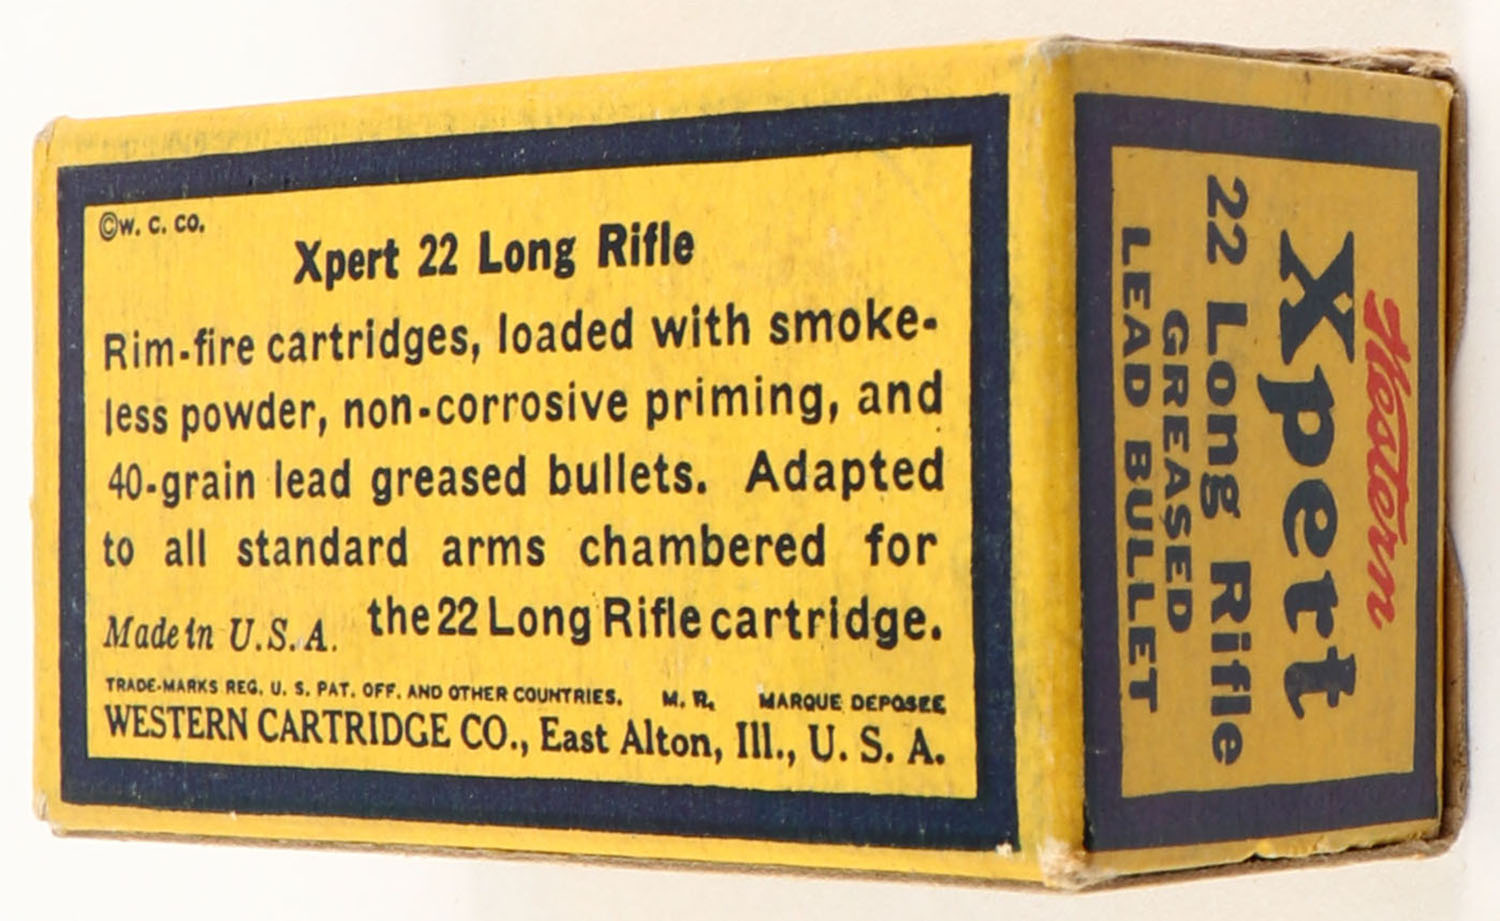 ©W. C. CO.
Xpert 22 Long Rifle
Rim-fire cartridges, loaded with smoke-
less powder, non-corrosive priming, and
40-grain lead greased bullets. Adapted
to all standard arms chambered for
the 22 Long Rifle cartridge.
Made in U.S.A.
TRADE-MARKS REG. U. S. PAT. OFF. AND OTHER COUNTRIES. M. R. MARQUE DEPOSEE
WESTERN CARTRIDGE CO., East Alton, Ill., U. S. A.
Western
Xpert
22 Long Rifle
GREASED
LEAD BULLET